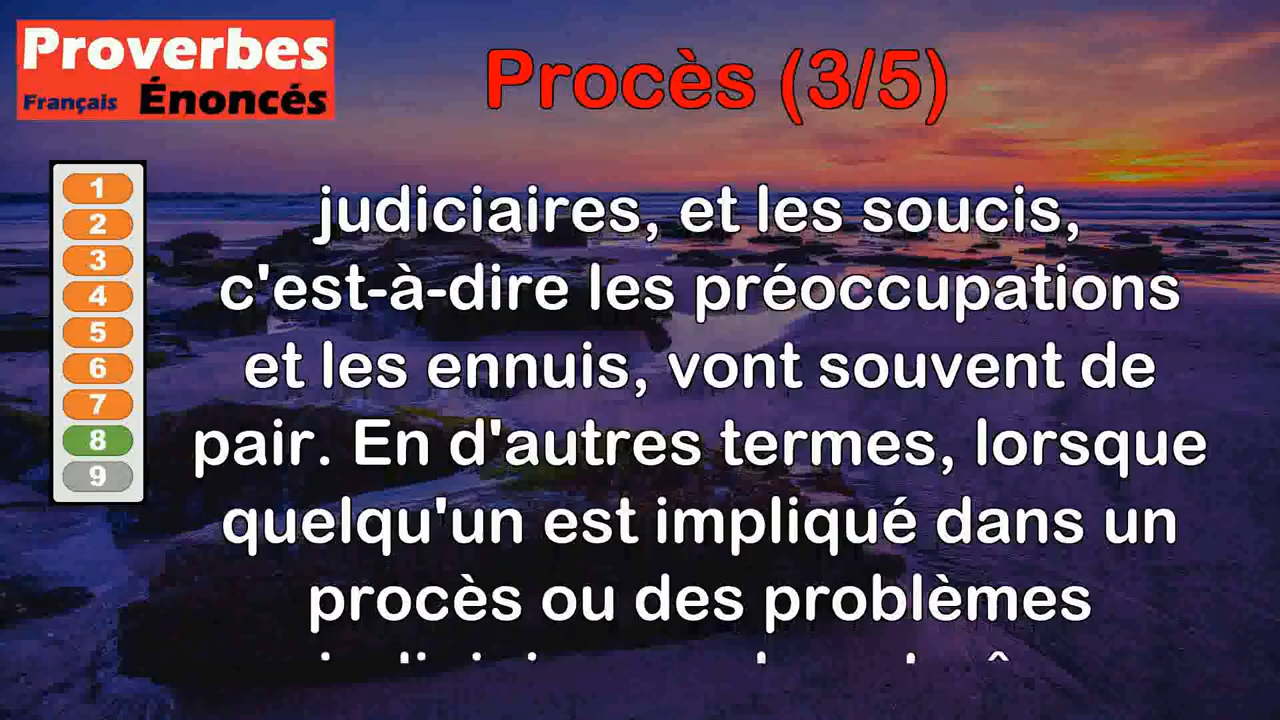 Proverbes
Français Énoncés
Procès (3/5)
1
2
3
4
5
6
7
8
9
judiciaires, et les soucis,
c'est-à-dire les préoccupations
et les ennuis, vont souvent de
pair. En d'autres termes, lorsque
quelqu'un est impliqué dans un
procès ou des problèmes